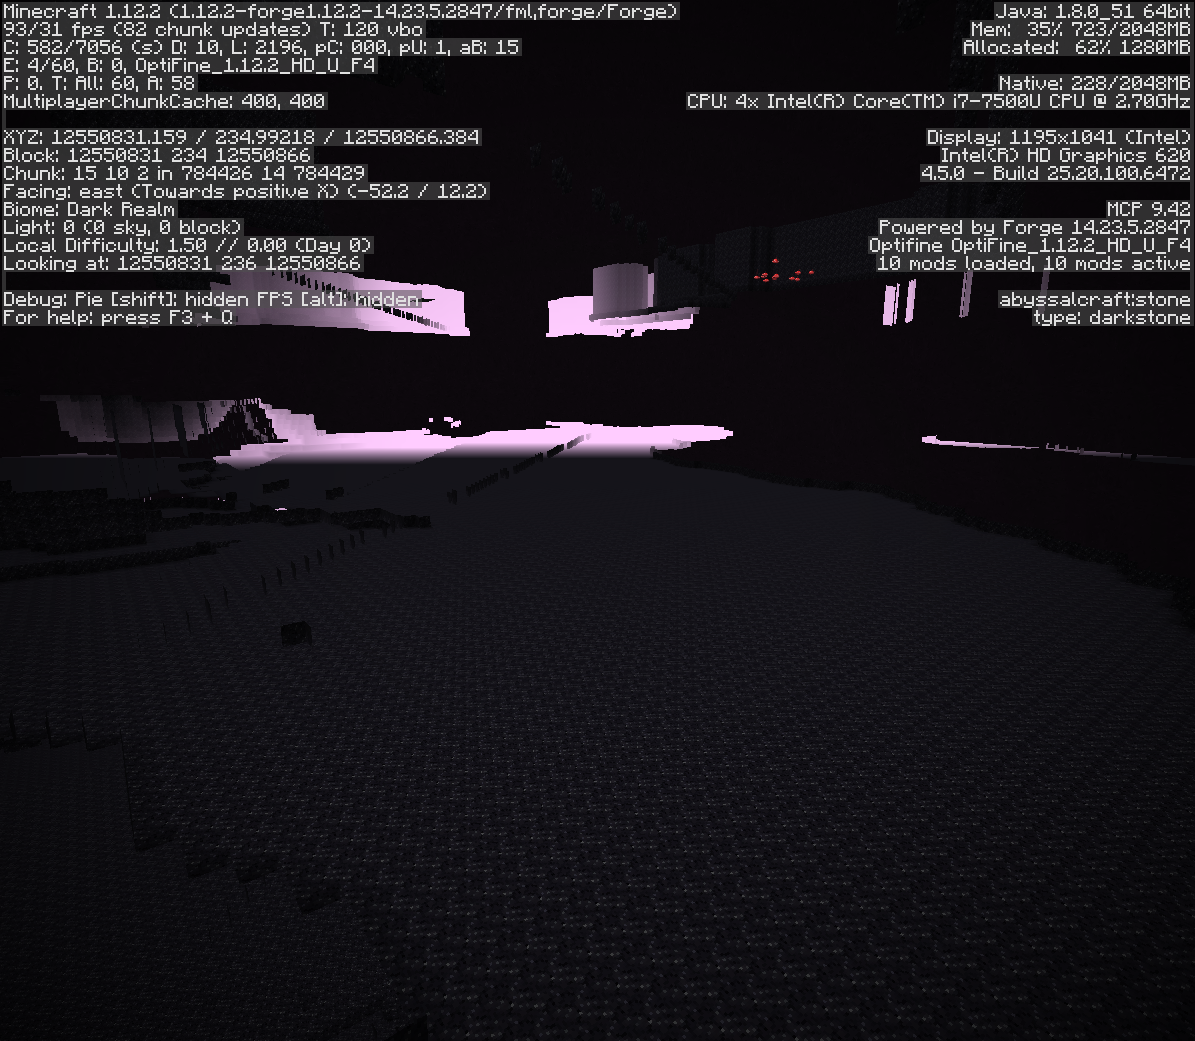 Minecraft 1.12.2 (1.12.2-forge1.12.2-14.23.5.2847/fml,forge/Forge)
93/31 fps (82 chunk updates) T: 120 vbo
C: 582/7056 (s) D: 10, L: 2196, pC: 000, pU: 1, aB: 15
E: 4/60, B: 0, OptiFine_1.12.2_HD_U_F4
P: 0. T: All: 60, A: 58
MultiplayerChunkCache: 400, 400
XYZ: 12550831.159 / 234.99218 / 12550866.384
Block: 12550831 234 12550866
Chunk: 15 10 2 in 784426 14 784429
Facing: east (Towards positive X) (-52.2 / 12.2)
Biome: Dark Realm
Light: 0 (0 sky, 0 block)
Local Difficulty: 1.50 // 0.00 (Day 0)
Looking at: 12550831 236 12550866
Debug: Pie [shift]: hidden FPS [alt]: hidden
For help: press F3 + Q
Java: 1.8.0_51 64bit
Mem: 35% 723/2048MB
Allocated: 62% 1280MB
Native: 228/2048MB
CPU: 4x Intel(R) Core(TM) i7-7500U CPU @ 2.70GHz
Display: 1195x1041 (Intel)
Intel(R) HD Graphics 620
4.5.0 - Build 25.20.100.6472
MCP 9.42
Powered by Forge 14.23.5.2847
Optifine OptiFine_1.12.2_HD_U_F4
10 mods loaded, 10 mods active
abyssalcraft:stone
type: darkstone